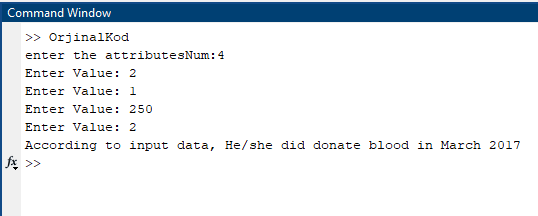 Command Window
>> OrjinalKod
enter the attributesNum:4
Enter Value: 2
Enter Value: 1
Enter Value: 250
Enter Value: 2
According to input data, He/she did donate blood in March 2017
fx >>